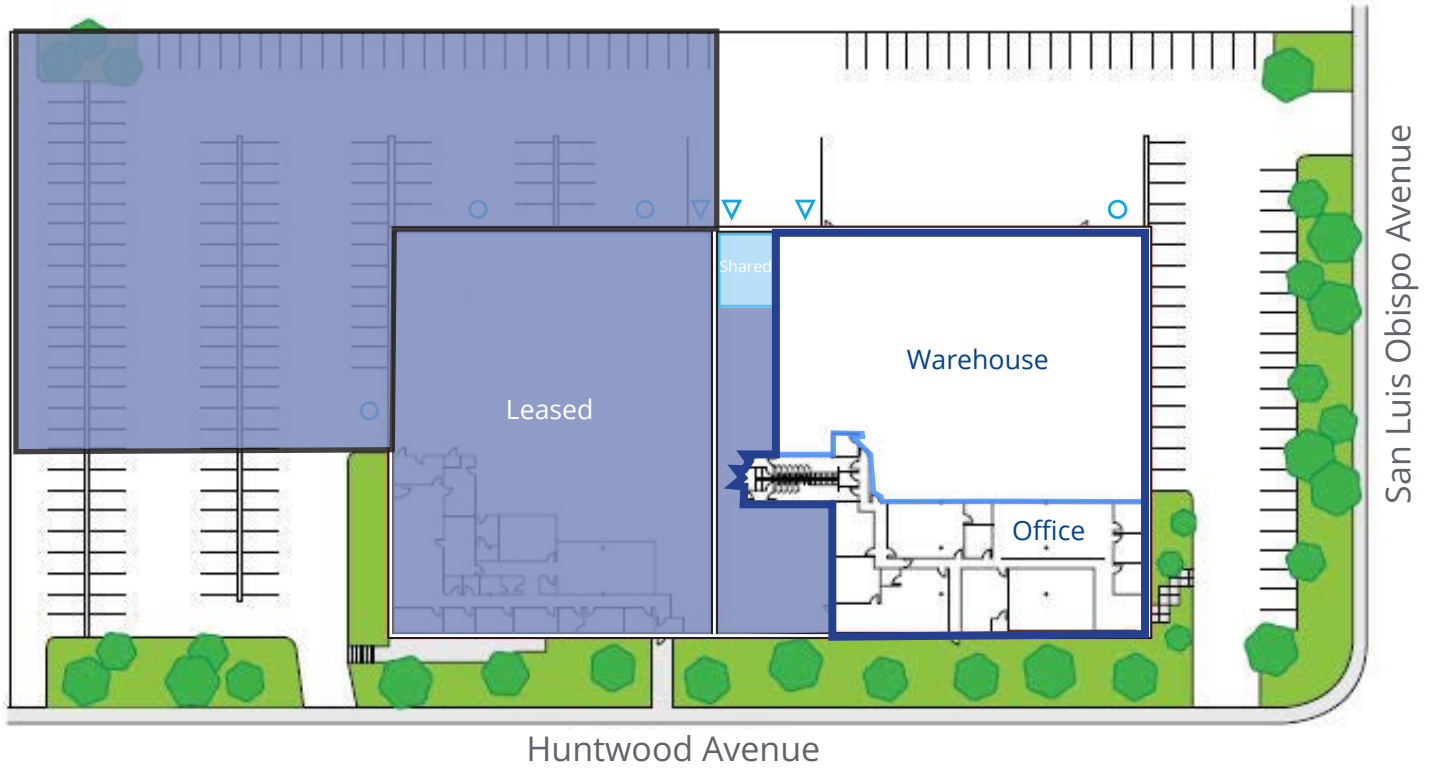 San Luis Obispo Avenue
Shared
Warehouse
Leased
Office
Huntwood Avenue